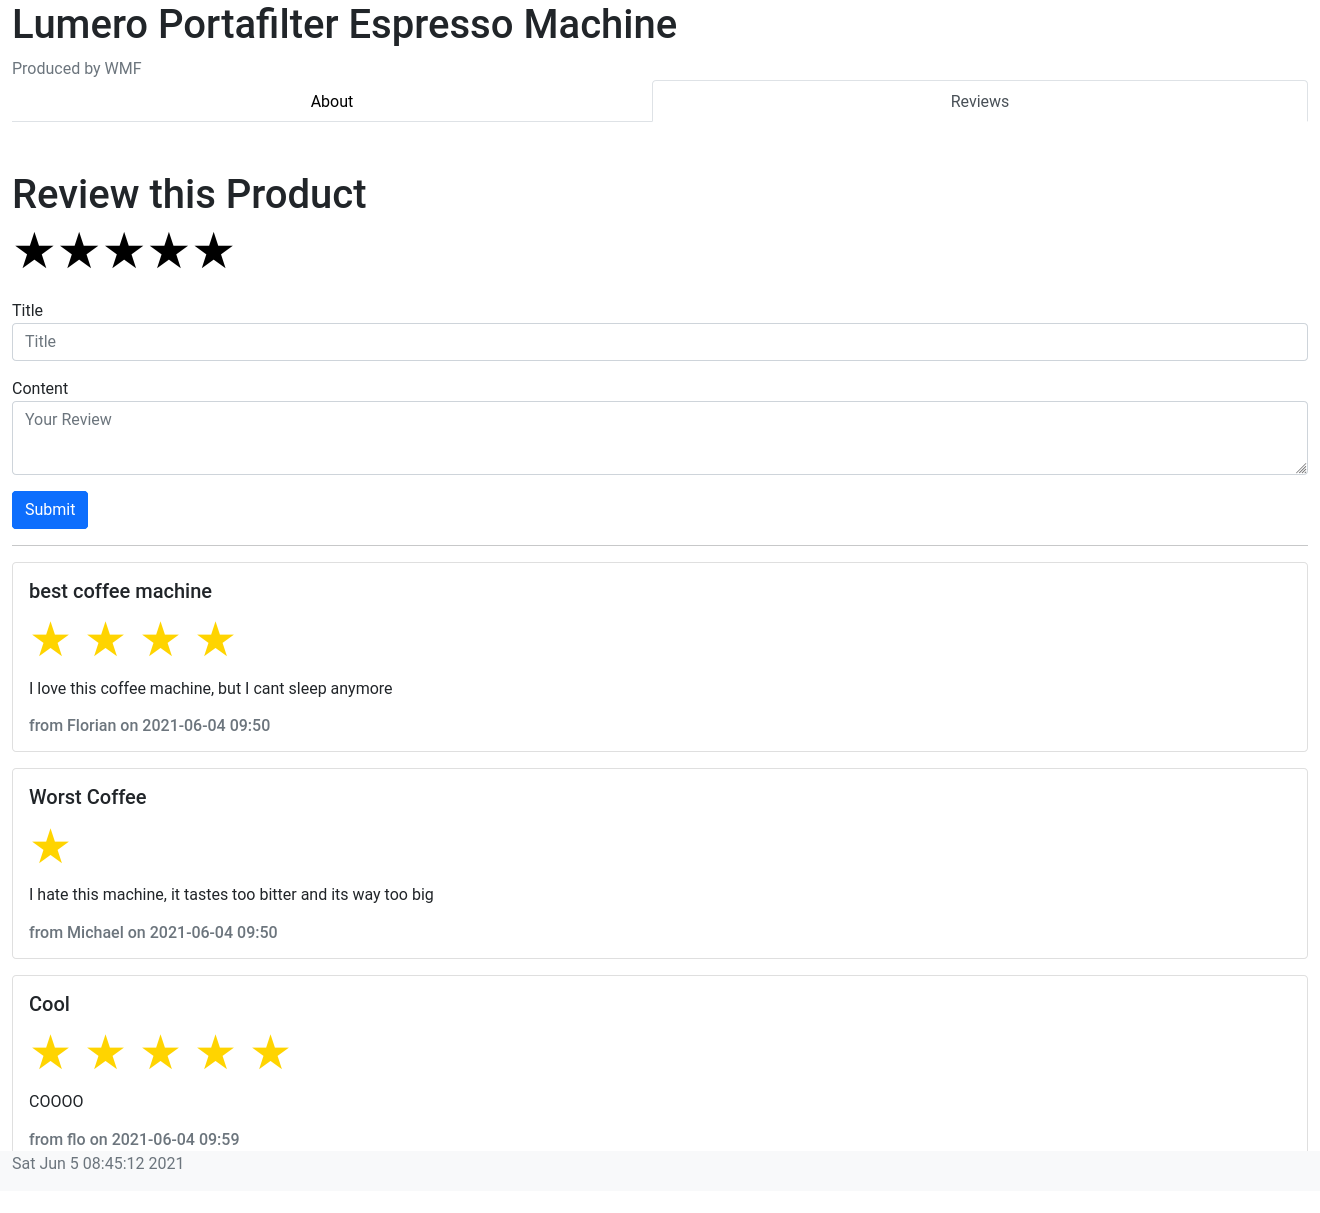 Lumero Portafilter Espresso Machine
Produced by WMF
About
Reviews
Review this Product
★★★★★
Title
Title
Content
Your Review
Submit
best coffee machine
★ ★ ★ ★
I love this coffee machine, but I cant sleep anymore
from Florian on 2021-06-04 09:50
Worst Coffee
★
I hate this machine, it tastes too bitter and its way too big
from Michael on 2021-06-04 09:50
Cool
★ ★ ★ ★ ★
COOOO
from flo on 2021-06-04 09:59
Sat Jun 5 08:45:12 2021